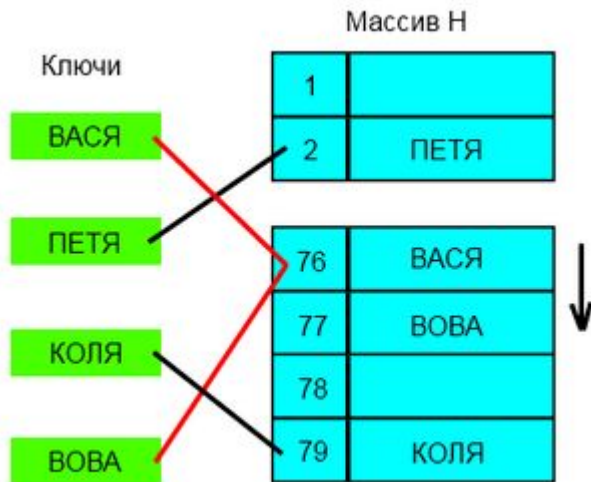 Массив Н
Ключи
1
ВАСЯ
2 ПЕТЯ
ПЕТЯ
76 ВАСЯ
77 ВОВА
КОЛЯ
78
79 КОЛЯ
ВОВА